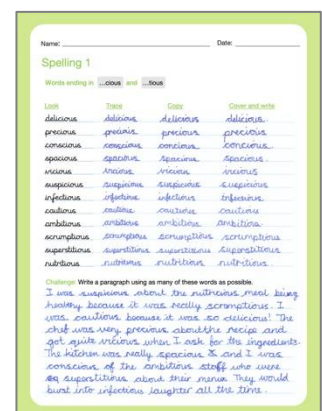 Name: Date:
Spelling 1
Words ending in ...cious and ...tious
Look Trace Copy Cover and write
delicious delicious delicious delicious.
precious precious precious precious
conscious conscious concious concious.
spacious spacious spacious spacious.
vicious vicious vicious vicious
suspicious suspicious suspicious suspicious
infectious infectious infectious infectious.
cautious cautious cautious cautious
ambitious ambitious ambitious ambitious.
scrumptious scrumptious scrumptious scrumptious
superstitious superstitious superstitious superstitious.
nutritious nutritious nutritious nutritious
Challenge: Write a paragraph using as many of these words as possible.
I was suspicious about the nutricious meal being
healthy because it was really scrumptious. I
was cautious because it was so delicious! The
chef was very precious about the recipe and
got quite vicious when I ask for the ingredients.
The kitchen was really spacious and I was
conscious of the ambitious staff who were
superstitious about their menu. They would
burst into infectious laughter all the time.